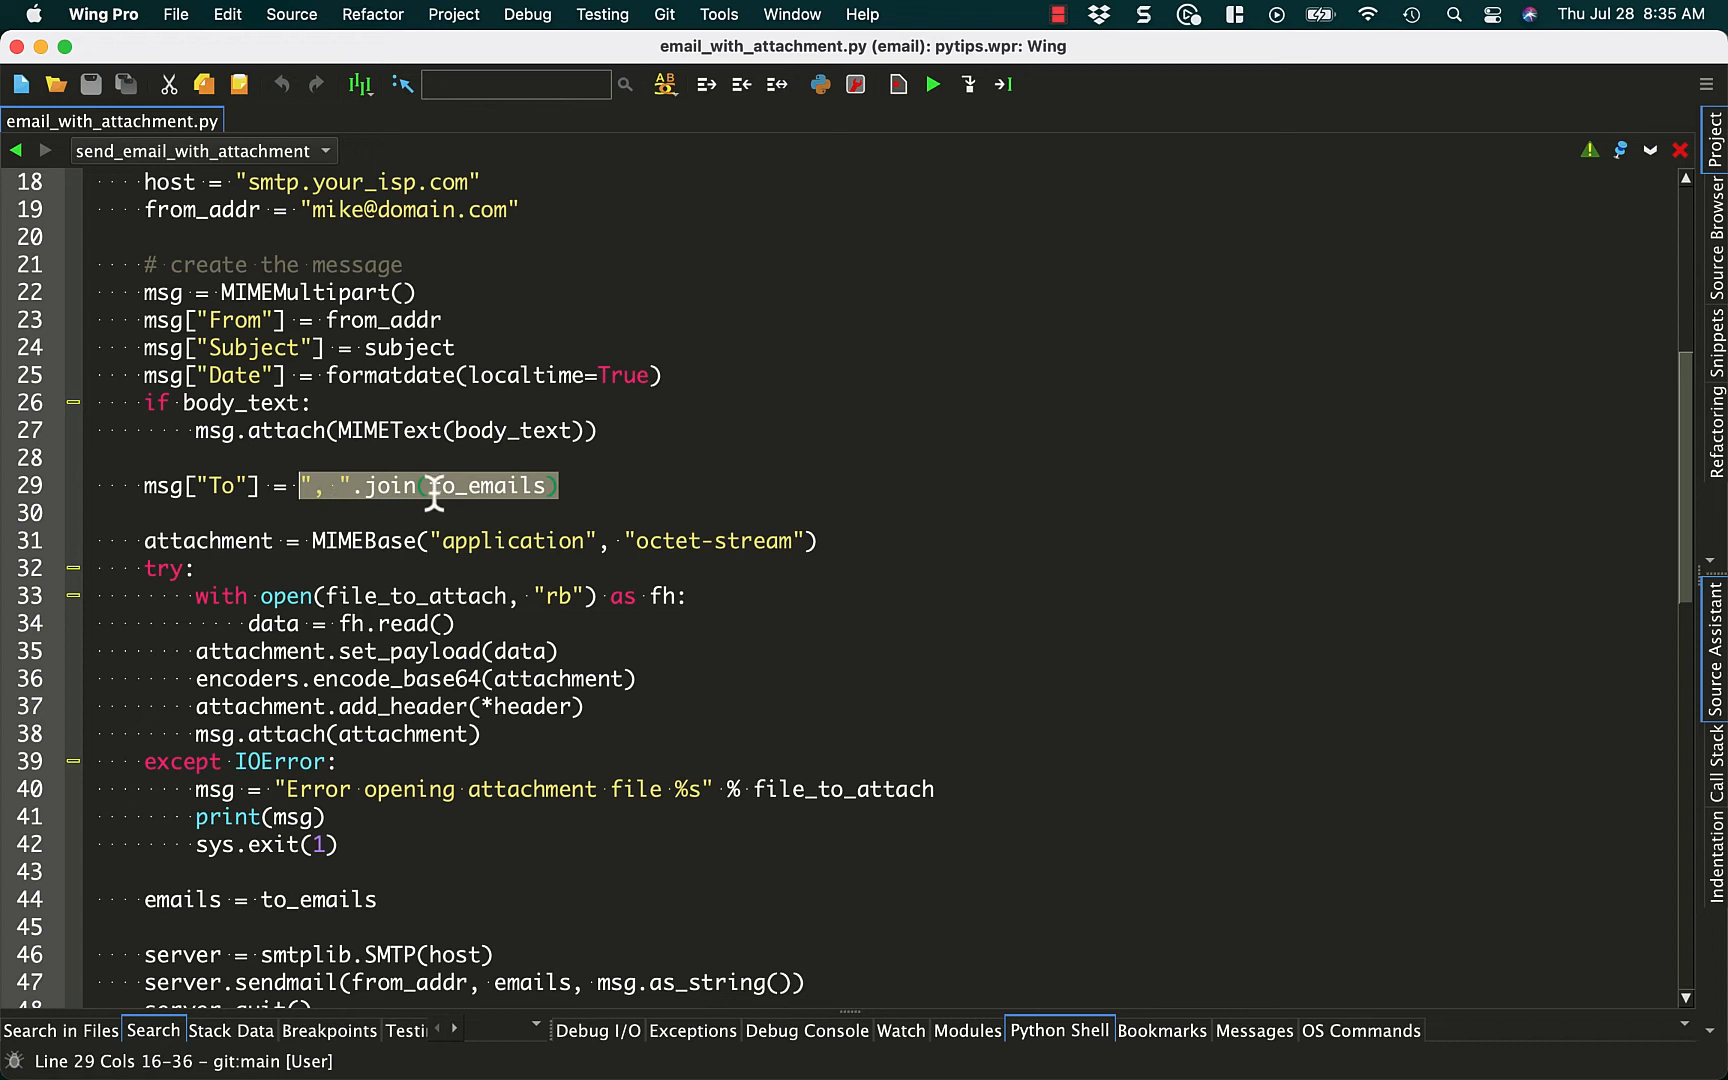 Wing Pro File Edit Source Refactor Project Debug Testing Git Tools Window Help Thu Jul 28 8:35 AM
email_with_attachment.py (email): pytips.wpr: Wing
email_with_attachment.py
send_email_with_attachment
18 host = "smtp.your_isp.com"
19 from_addr = "mike@domain.com"
20
21 # create the message
22 msg = MIMEMultipart()
23 msg["From"] = from_addr
24 msg["Subject"] = subject
25 msg["Date"] = formatdate(localtime=True)
26 if body_text:
27 msg.attach(MIMEText(body_text))
28
29 msg["To"] = ", ".join(to_emails)
30
31 attachment = MIMEBase("application", "octet-stream")
32 try:
33 with open(file_to_attach, "rb") as fh:
34 data = fh.read()
35 attachment.set_payload(data)
36 encoders.encode_base64(attachment)
37 attachment.add_header(*header)
38 msg.attach(attachment)
39 except IOError:
40 msg = "Error opening attachment file %s" % file_to_attach
41 print(msg)
42 sys.exit(1)
43
44 emails = to_emails
45
46 server = smtplib.SMTP(host)
47 server.sendmail(from_addr, emails, msg.as_string())
48 server.quit()
Project
Source Browser
Snippets
Refactoring
Source Assistant
Call Stack
Indentation
Search in Files Search Stack Data Breakpoints Testi Debug I/O Exceptions Debug Console Watch Modules Python Shell Bookmarks Messages OS Commands
Line 29 Cols 16-36 – git:main [User]